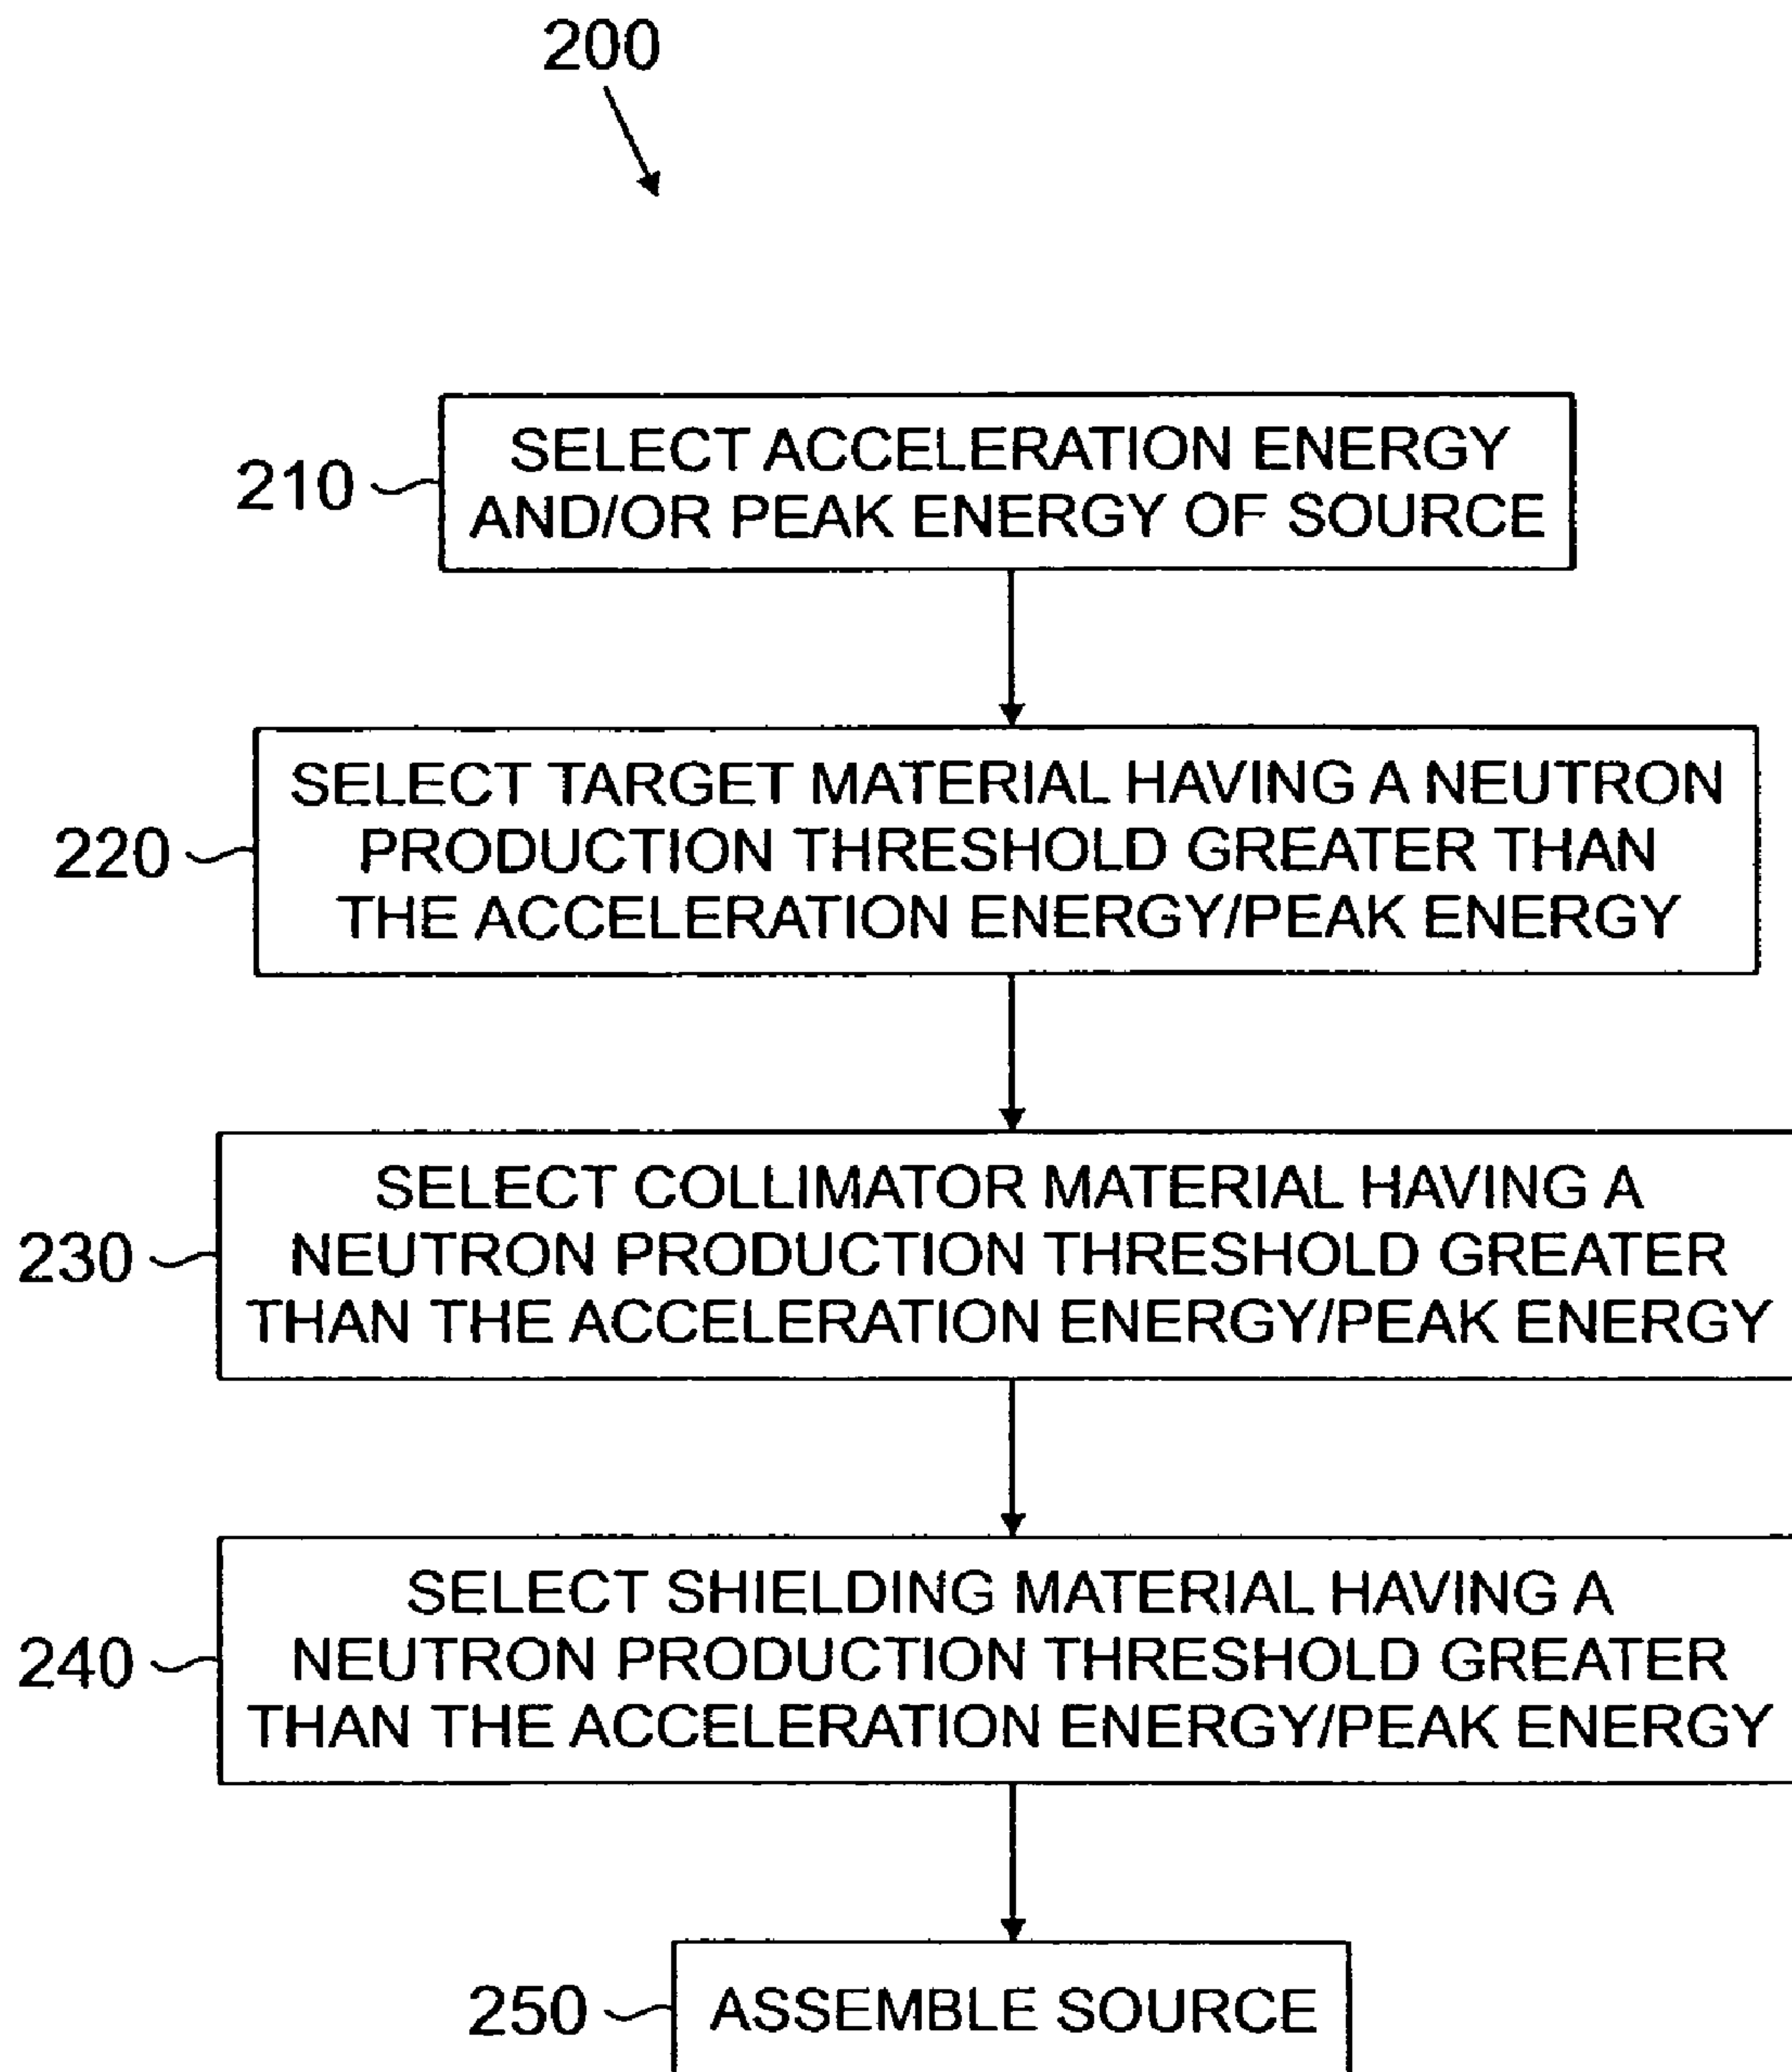 200
210
SELECT ACCELERATION ENERGY
AND/OR PEAK ENERGY OF SOURCE
220
SELECT TARGET MATERIAL HAVING A NEUTRON
PRODUCTION THRESHOLD GREATER THAN
THE ACCELERATION ENERGY/PEAK ENERGY
230
SELECT COLLIMATOR MATERIAL HAVING A
NEUTRON PRODUCTION THRESHOLD GREATER
THAN THE ACCELERATION ENERGY/PEAK ENERGY
240
SELECT SHIELDING MATERIAL HAVING A
NEUTRON PRODUCTION THRESHOLD GREATER
THAN THE ACCELERATION ENERGY/PEAK ENERGY
250
ASSEMBLE SOURCE